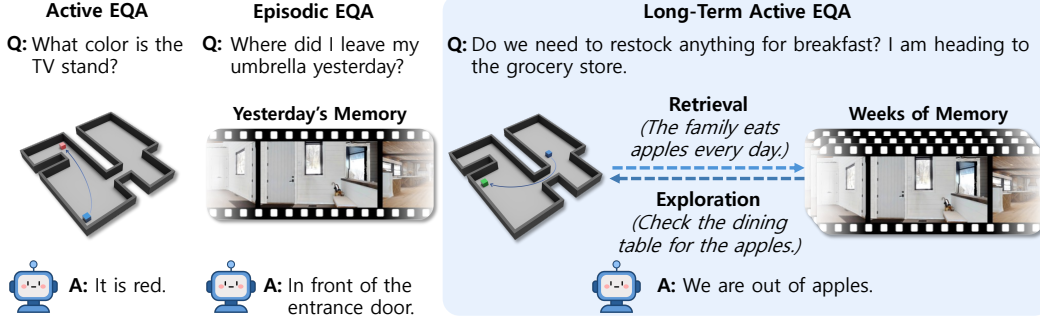 Active EQA
Q: What color is the
TV stand?
A: It is red.
Episodic EQA
Q: Where did I leave my
umbrella yesterday?
Yesterday's Memory
A: In front of the
entrance door.
Long-Term Active EQA
Q: Do we need to restock anything for breakfast? I am heading to
the grocery store.
Retrieval
(The family eats
apples every day.)
Exploration
(Check the dining
table for the apples.)
Weeks of Memory
A: We are out of apples.